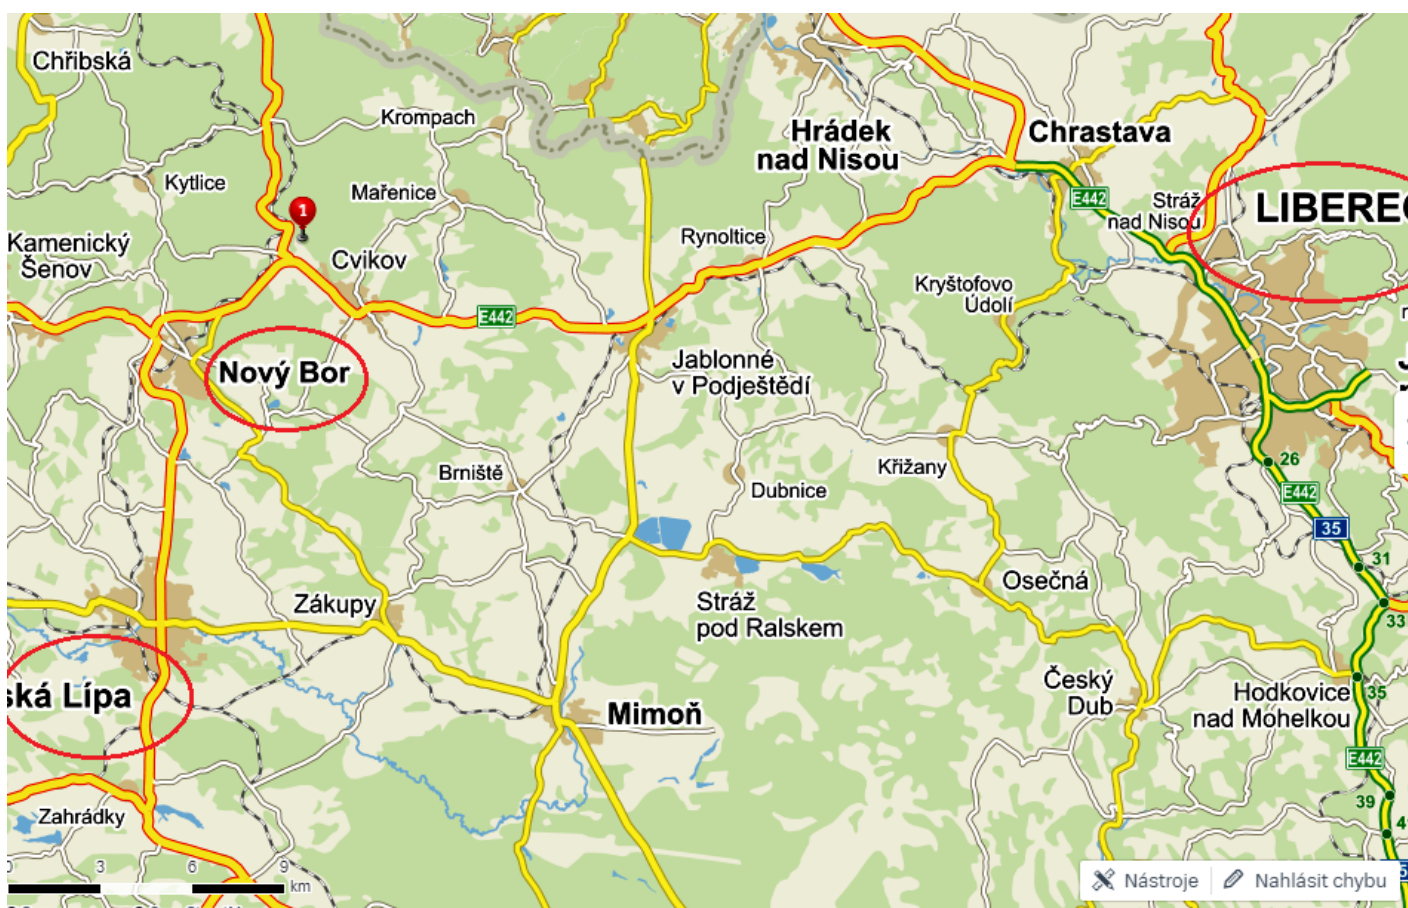 Chřibská
Krompach
Hrádek
nad Nisou
Chrastava
Kytlice
Mařenice
E442
Stráž
nad Nisou
LIBEREC
1
Kamenický
Šenov
Cvikov
Rynoltice
Kryštofovo
Údolí
E442
Nový Bor
Jablonné
v Podještědí
Brniště
Dubnice
Křižany
26
E442
35
31
Zákupy
Stráž
pod Ralskem
Osečná
33
ská Lípa
Mimoň
Český
Dub
Hodkovice
nad Mohelkou
35
E442
39
Zahrádky
0 3 6 9
km
Nástroje
Nahlásit chybu